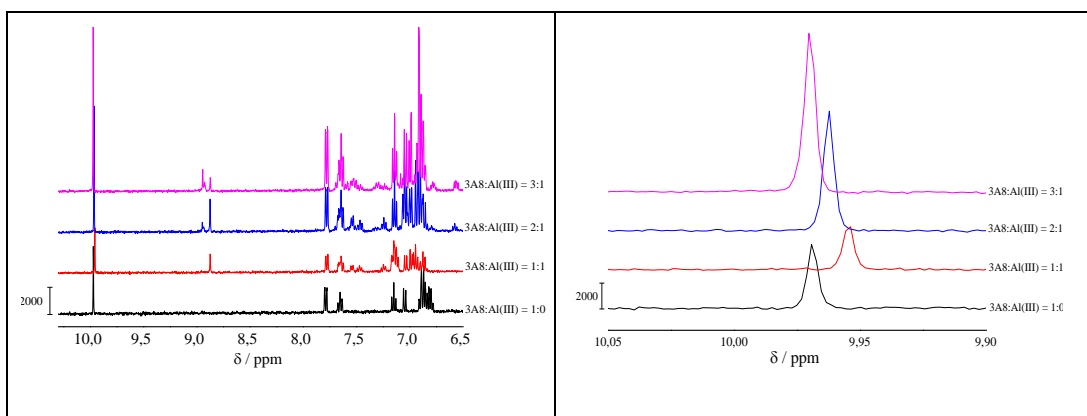 3A8:Al(III) = 3:1
3A8:Al(III) = 2:1
3A8:Al(III) = 1:1
2000
3A8:Al(III) = 1:0
10,0 9,5 9,0 8,5 8,0 7,5 7,0 6,5
δ / ppm
3A8:Al(III) = 3:1
3A8:Al(III) = 2:1
3A8:Al(III) = 1:1
2000
3A8:Al(III) = 1:0
10,05 10,00 9,95 9,90
δ / ppm